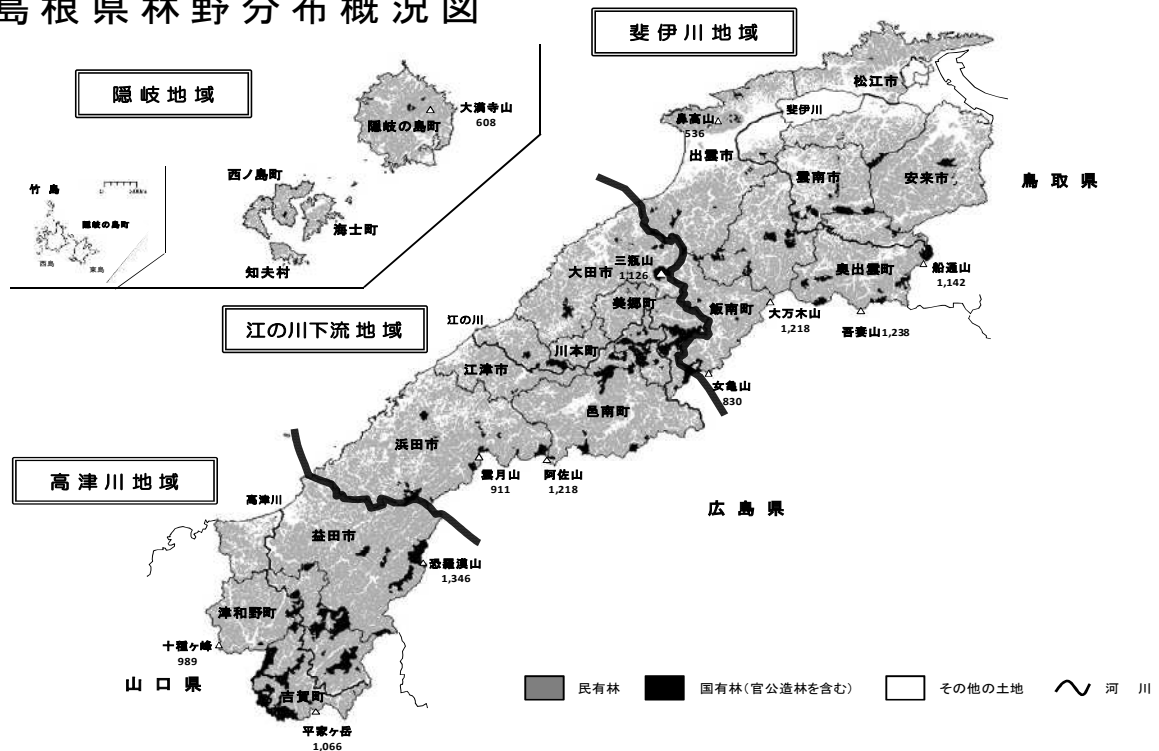 島根県林野分布概況図
斐伊川地域
隠岐地域
松江市
大満寺山
608
隠岐の島町
斐伊川
鼻高山
536
出雲市
西ノ島町
雲南市
安来市
鳥取県
竹島
隠岐の島町
海士町
西島
東島
知夫村
三瓶山
1,126
大田市
奥出雲町
船通山
1,142
美郷町
飯南町
大万木山
1,218
吾妻山1,238
江の川下流地域
江の川
川本町
江津市
女亀山
830
邑南町
浜田市
雲月山
911
阿佐山
1,218
高津川地域
高津川
広島県
益田市
恐羅漢山
1,346
津和野町
十種ヶ峰
989
山口県
吉賀町
平家ヶ岳
1,066
民有林
国有林(官公造林を含む)
その他の土地
河川